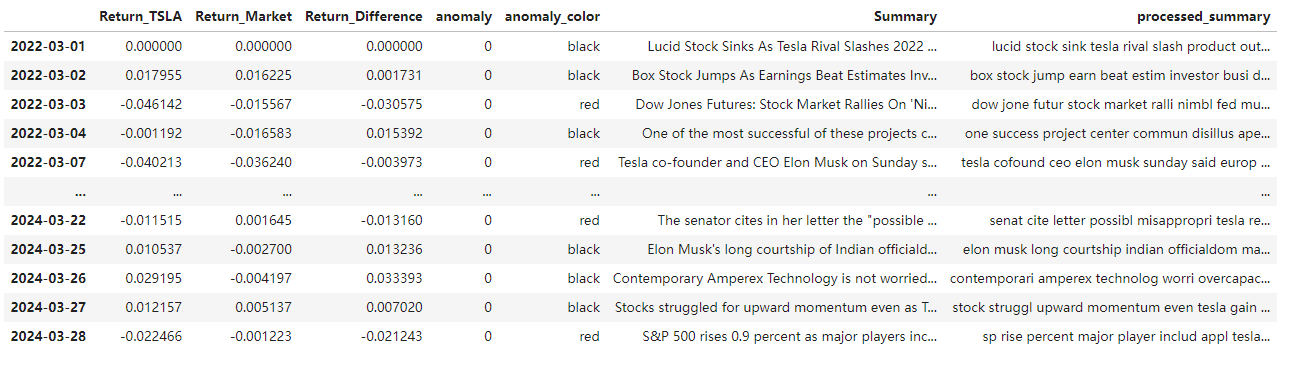 Return_TSLA Return_Market Return_Difference anomaly anomaly_color Summary processed_summary
2022-03-01 0.000000 0.000000 0.000000 0 black Lucid Stock Sinks As Tesla Rival Slashes 2022 ... lucid stock sink tesla rival slash product out...
2022-03-02 0.017955 0.016225 0.001731 0 black Box Stock Jumps As Earnings Beat Estimates Inv... box stock jump earn beat estim investor busi d...
2022-03-03 -0.046142 -0.015567 -0.030575 0 red Dow Jones Futures: Stock Market Rallies On 'Ni... dow jone futur stock market ralli nimbl fed mu...
2022-03-04 -0.001192 -0.016583 0.015392 0 black One of the most successful of these projects c... one success project center commun disillus ape...
2022-03-07 -0.040213 -0.036240 -0.003973 0 red Tesla co-founder and CEO Elon Musk on Sunday s... tesla cofound ceo elon musk sunday said europ ...
... ... ... ... ... ... ... ...
2024-03-22 -0.011515 0.001645 -0.013160 0 red The senator cites in her letter the "possible ... senat cite letter possibl misappropri tesla re...
2024-03-25 0.010537 -0.002700 0.013236 0 black Elon Musk's long courtship of Indian officiald... elon musk long courtship indian officialdom ma...
2024-03-26 0.029195 -0.004197 0.033393 0 black Contemporary Amperex Technology is not worried... contemporari amperex technolog worri overcapac...
2024-03-27 0.012157 0.005137 0.007020 0 black Stocks struggled for upward momentum even as T... stock struggl upward momentum even tesla gain ...
2024-03-28 -0.022466 -0.001223 -0.021243 0 red S&P 500 rises 0.9 percent as major players inc... sp rise percent major player includ appl tesla...